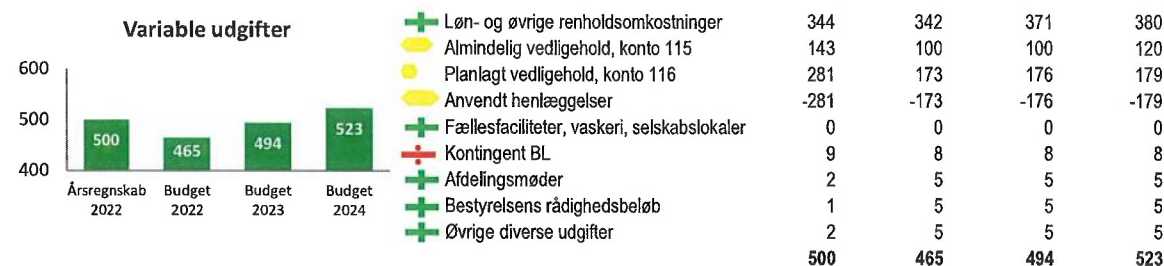 Variable udgifter
600
500
400
500
465
494
523
Årsregnskab 2022
Budget 2022
Budget 2023
Budget 2024
Løn- og øvrige renholdsomkostninger 344 342 371 380
Almindelig vedligehold, konto 115 143 100 100 120
Planlagt vedligehold, konto 116 281 173 176 179
Anvendt henlæggelser -281 -173 -176 -179
Fællesfaciliteter, vaskeri, selskabslokaler 0 0 0 0
Kontingent BL 9 8 8 8
Afdelingsmøder 2 5 5 5
Bestyrelsens rådighedsbeløb 1 5 5 5
Øvrige diverse udgifter 2 5 5 5
500 465 494 523